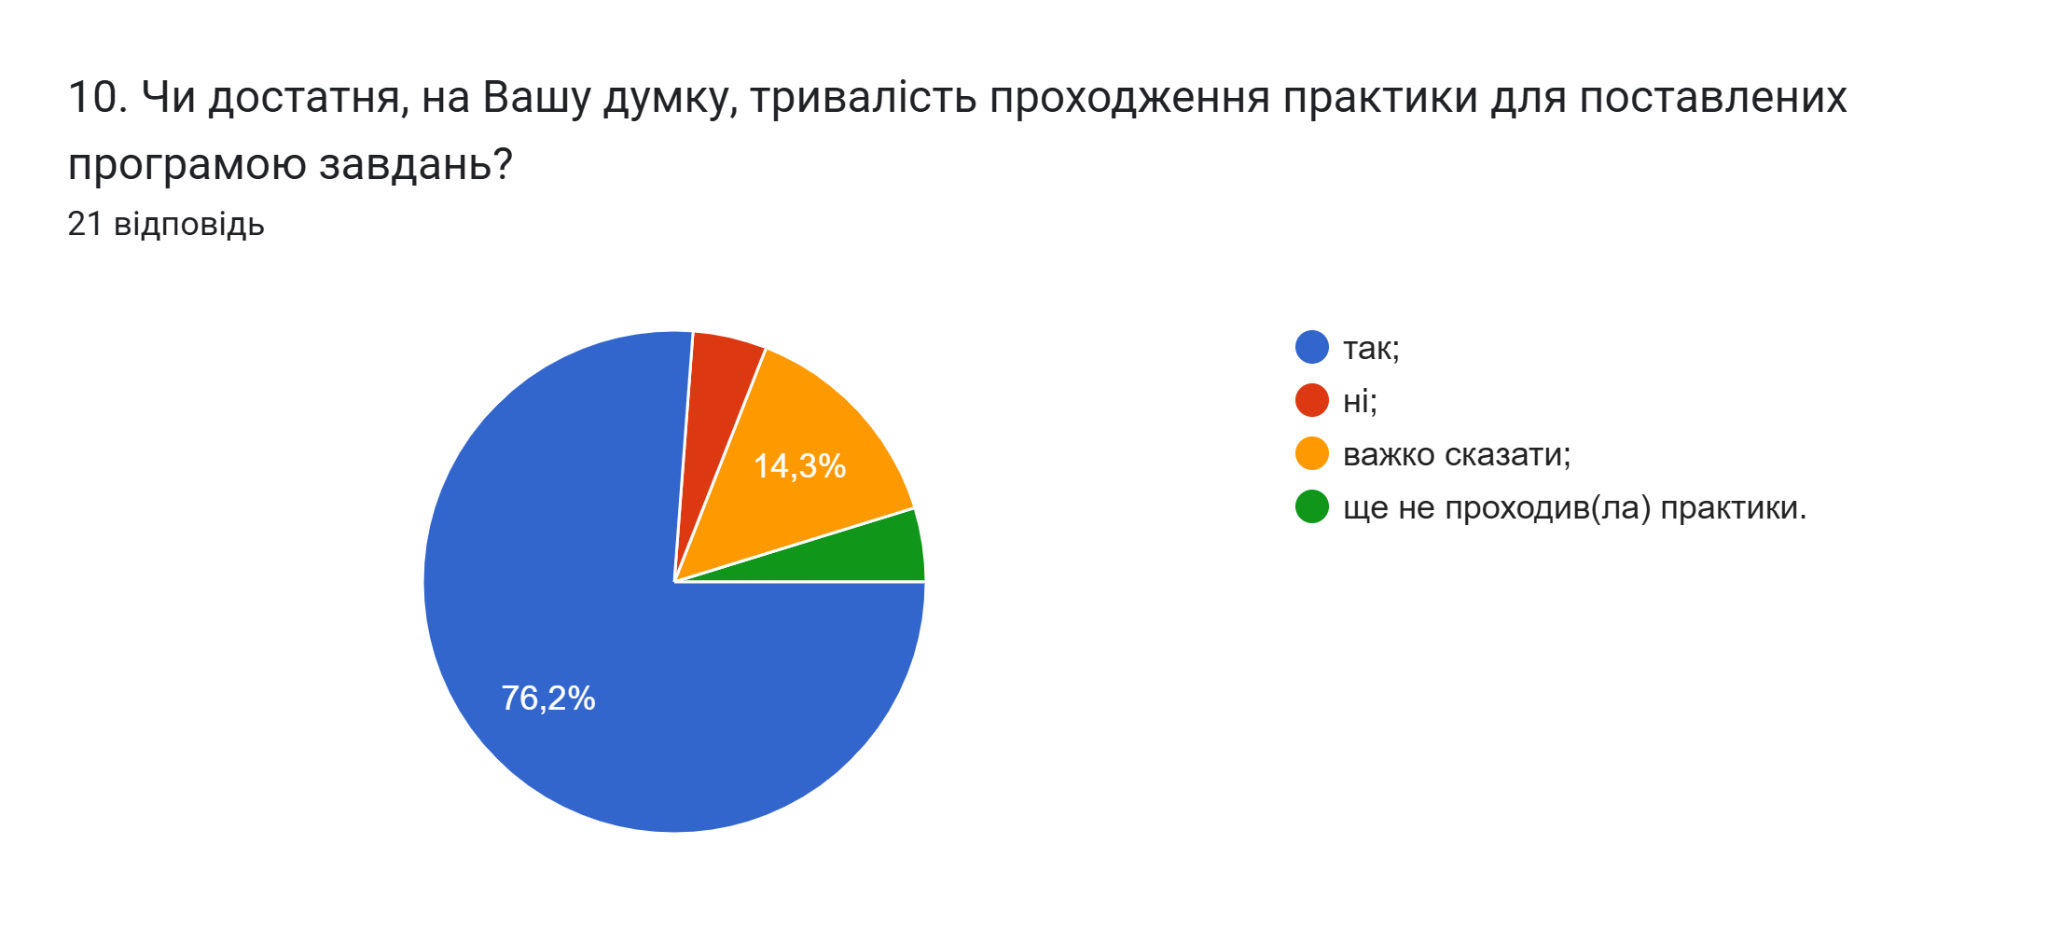 10. Чи достатня, на Вашу думку, тривалість проходження практики для поставлених
програмою завдань?
21 відповідь
так;
ні;
важко сказати;
ще не проходив(ла) практики.
14,3%
76,2%